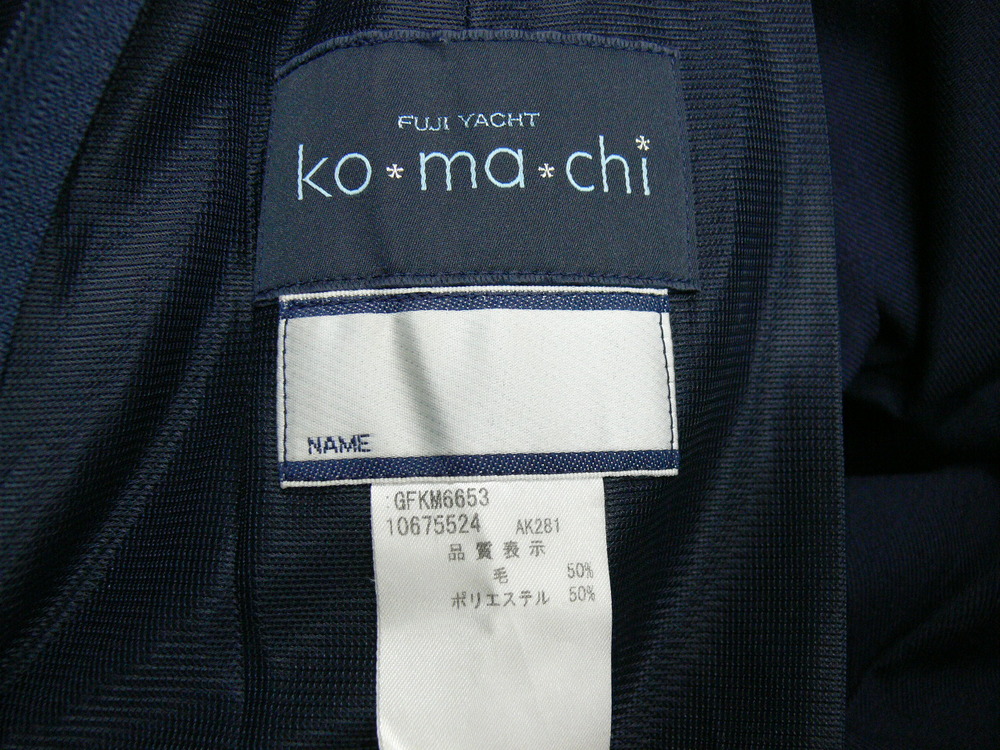 FUJI YACHT
ko*ma*chi
NAME
:GFKM6653
10675524 AK281
品質表示
毛 50%
ポリエステル 50%